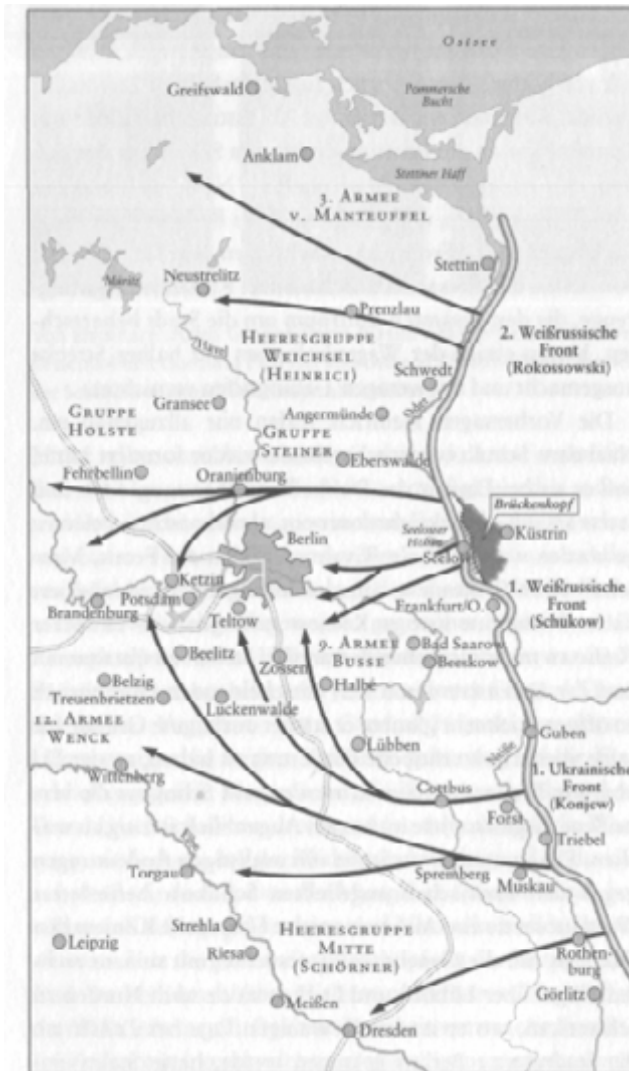 Ostsee
Greifswald
Pommersche
Bucht
Anklam
Stettiner Haff
3. ARMEE
V. MANTEUFFEL
Stettin
Müritz
Neustrelitz
Prenzlau
2. Weißrussische
Front
(Rokossowski)
Havel
HEERESGRUPPE
WEICHSEL
(HEINRICI)
Schwedt
Oder
GRUPPE
HOLSTE
Gransee
Angermünde
GRUPPE
STEINER
Fehrbellin
Eberswalde
Oranienburg
Brückenkopf
Berlin
Seelower
Höhen
Küstrin
Seelow
Ketzin
1. Weißrussische
Front
(Schukow)
Brandenburg
Potsdam
Teltow
Frankfurt/O.
9. ARMEE
BUSSE
Bad Saarow
Beelitz
Zossen
Beeskow
Belzig
Halbe
Treuenbrietzen
Luckenwalde
12. ARMEE
WENCK
Lübben
Guben
Neiße
Wittenberg
1. Ukrainische
Front
(Konjew)
Cottbus
Forst
Triebel
Torgau
Spremberg
Muskau
Strehla
HEERESGRUPPE
MITTE
(SCHÖRNER)
Leipzig
Riesa
Rothen-
burg
Görlitz
Meißen
Dresden